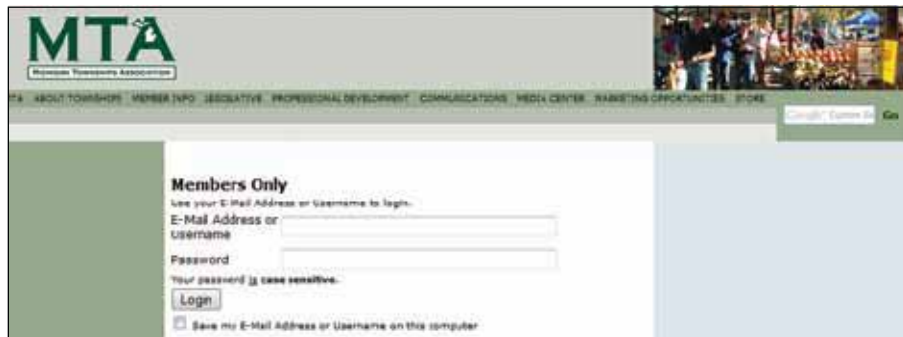 MTA
MICHIGAN TOWNSHIPS ASSOCIATION
TA ABOUT TOWNSHIPS MEMBER INFO LEGISLATIVE PROFESSIONAL DEVELOPMENT COMMUNICATIONS MEDIA CENTER MARKETING OPPORTUNITIES STORE
Google Custom Go
Members Only
Use your E-Mail Address or Username to login.
E-Mail Address or
Username
Password
Your password is case sensitive.
Login
Save my E-Mail Address or Username on this computer